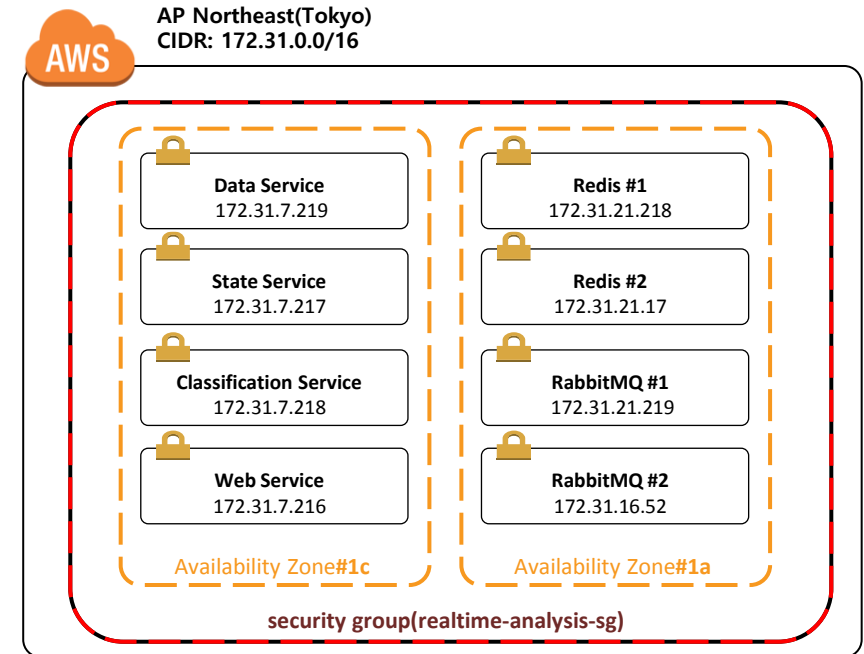 AP Northeast(Tokyo)
CIDR: 172.31.0.0/16
AWS
Data Service
172.31.7.219
State Service
172.31.7.217
Classification Service
172.31.7.218
Web Service
172.31.7.216
Availability Zone#1c
Redis #1
172.31.21.218
Redis #2
172.31.21.17
RabbitMQ #1
172.31.21.219
RabbitMQ #2
172.31.16.52
Availability Zone#1a
security group(realtime-analysis-sg)